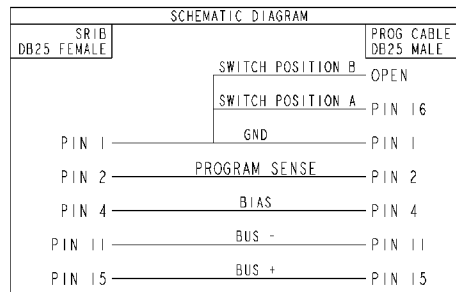 SCHEMATIC DIAGRAM
SRIB
DB25 FEMALE
PROG CABLE
DB25 MALE
SWITCH POSITION B OPEN
SWITCH POSITION A PIN 16
PIN 1 GND PIN 1
PIN 2 PROGRAM SENSE PIN 2
PIN 4 BIAS PIN 4
PIN 11 BUS - PIN 11
PIN 15 BUS + PIN 15